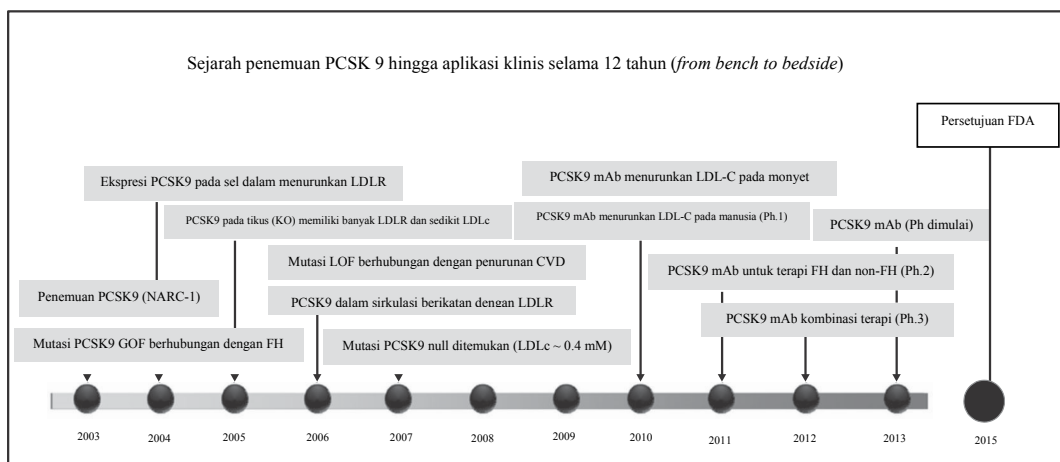 Sejarah penemuan PCSK 9 hingga aplikasi klinis selama 12 tahun (from bench to bedside)
Persetujuan FDA
Ekspresi PCSK9 pada sel dalam menurunkan LDLR
PCSK9 mAb menurunkan LDL-C pada monyet
PCSK9 pada tikus (KO) memiliki banyak LDLR dan sedikit LDLc
PCSK9 mAb menurunkan LDL-C pada manusia (Ph.1)
PCSK9 mAb (Ph dimulai)
Mutasi LOF berhubungan dengan penurunan CVD
PCSK9 mAb untuk terapi FH dan non-FH (Ph.2)
Penemuan PCSK9 (NARC-1)
PCSK9 dalam sirkulasi berikatan dengan LDLR
PCSK9 mAb kombinasi terapi (Ph.3)
Mutasi PCSK9 GOF berhubungan dengan FH
Mutasi PCSK9 null ditemukan (LDLc ~ 0.4 mM)
2003 2004 2005 2006 2007 2008 2009 2010 2011 2012 2013 2015